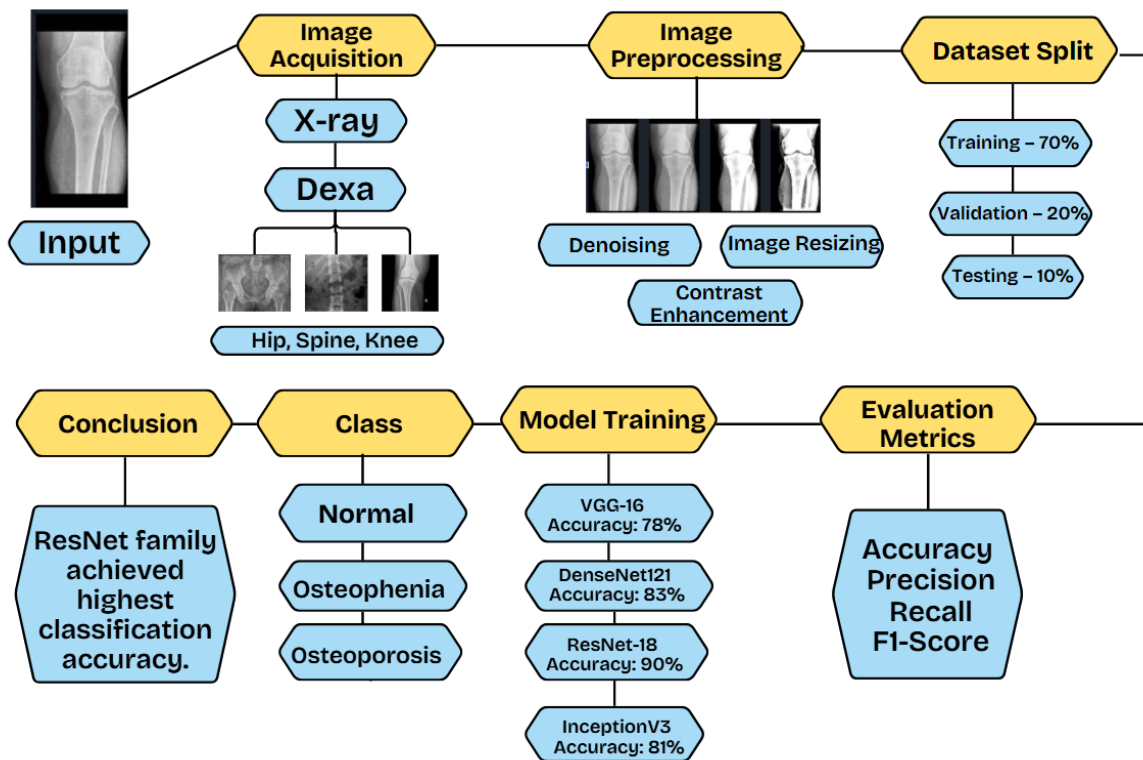 Input
Image
Acquisition
X-ray
Dexa
Hip, Spine, Knee
Image
Preprocessing
Denoising
Image Resizing
Contrast
Enhancement
Dataset Split
Training – 70%
Validation – 20%
Testing – 10%
Conclusion
ResNet family
achieved
highest
classification
accuracy.
Class
Normal
Osteophenia
Osteoporosis
Model Training
VGG-16
Accuracy: 78%
DenseNet121
Accuracy: 83%
ResNet-18
Accuracy: 90%
InceptionV3
Accuracy: 81%
Evaluation
Metrics
Accuracy
Precision
Recall
F1-Score